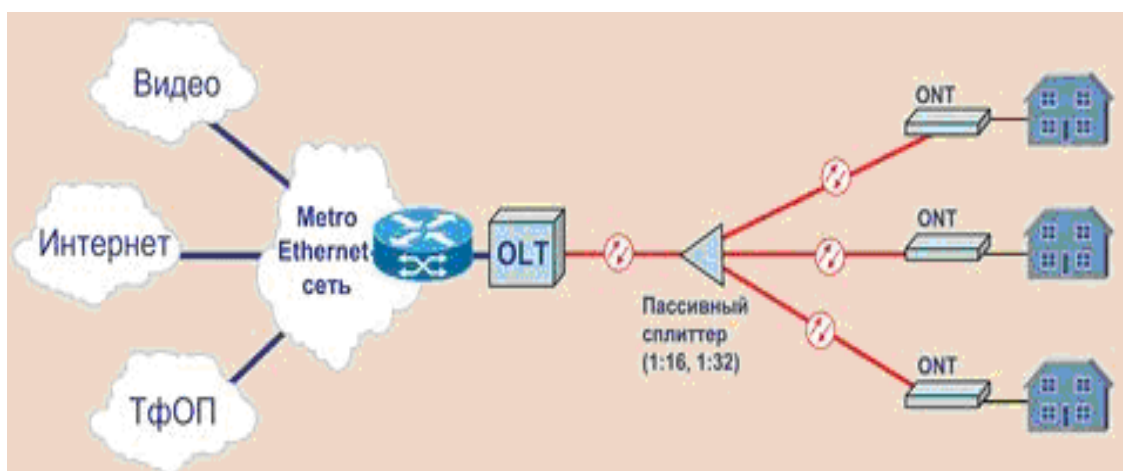 Видео
Интернет
ТфОП
Metro
Ethernet
сеть
OLT
Пассивный
сплиттер
(1:16, 1:32)
ONT
ONT
ONT